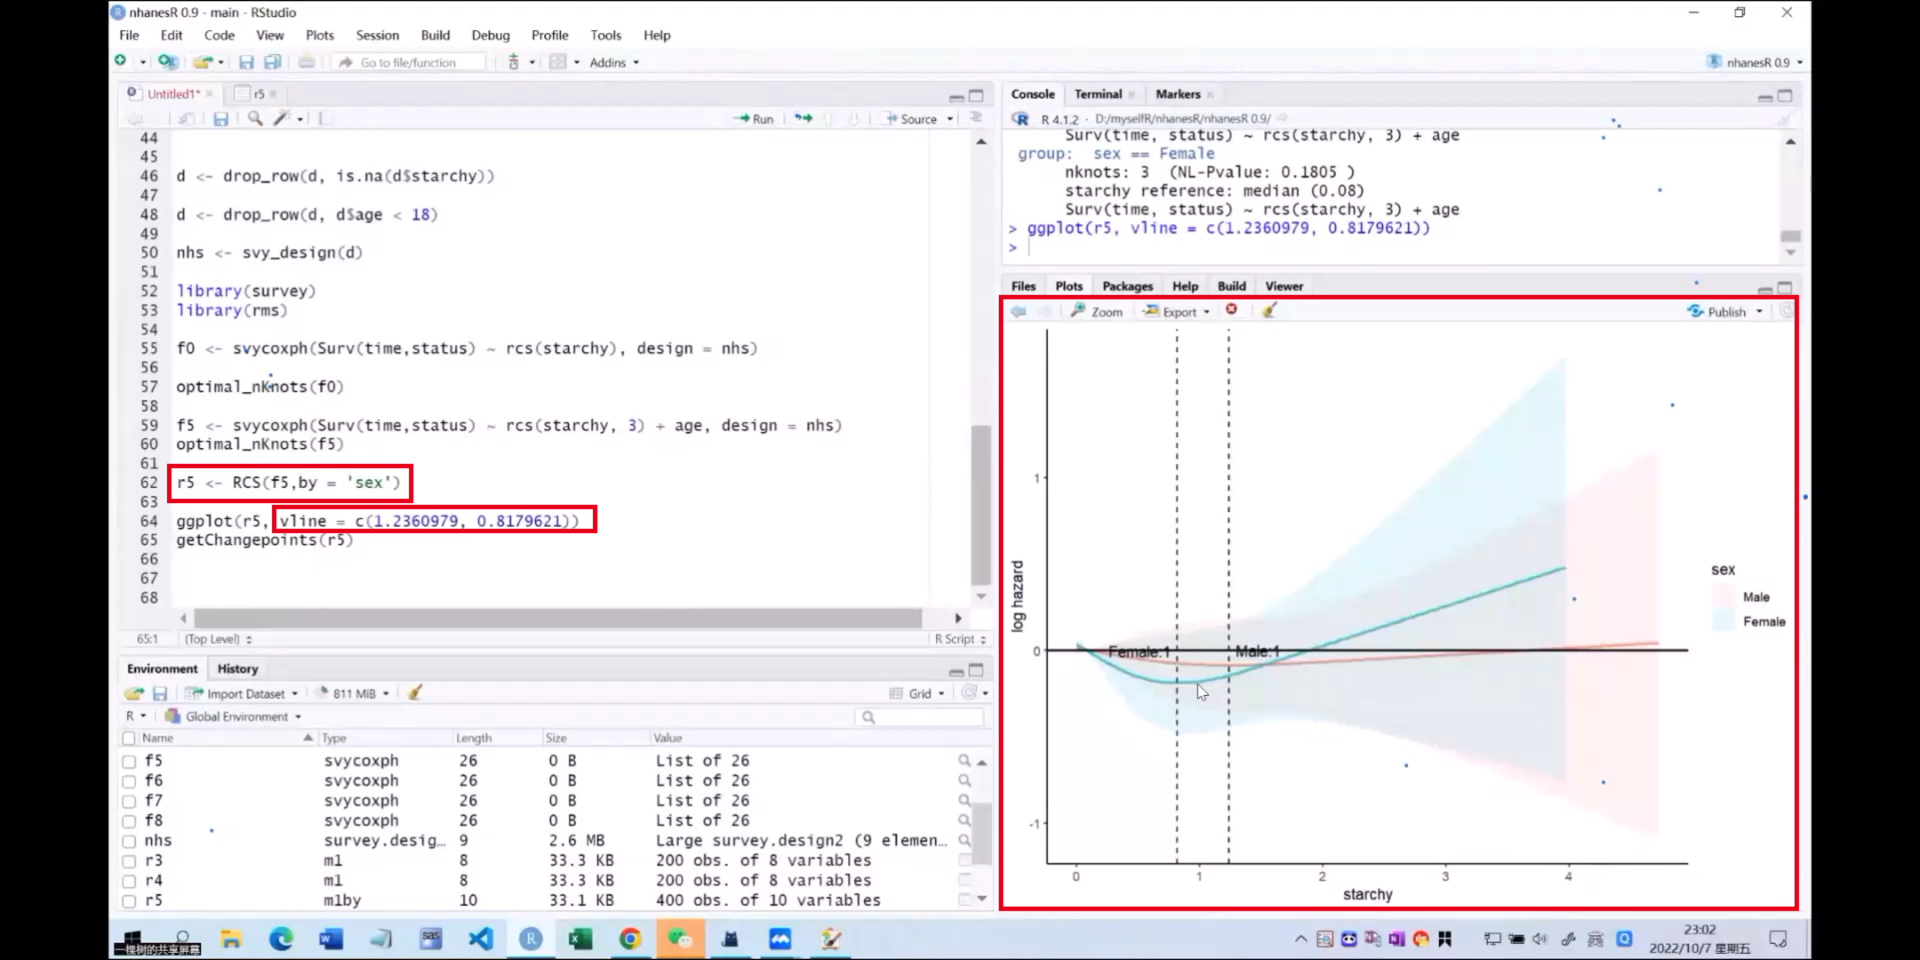 nhanesR 0.9 - main - RStudio
File Edit Code View Plots Session Build Debug Profile Tools Help
Go to file/function Addins nhanesR 0.9
Untitled1* r5
Run Source
44
45
46 d <- drop_row(d, is.na(d$starchy))
47
48 d <- drop_row(d, d$age < 18)
49
50 nhs <- svy_design(d)
51
52 library(survey)
53 library(rms)
54
55 f0 <- svycoxph(Surv(time,status) ~ rcs(starchy), design = nhs)
56
57 optimal_nKnots(f0)
58
59 f5 <- svycoxph(Surv(time,status) ~ rcs(starchy, 3) + age, design = nhs)
60 optimal_nKnots(f5)
61
62 r5 <- RCS(f5,by = 'sex')
63
64 ggplot(r5, vline = c(1.2360979, 0.8179621))
65 getChangepoints(r5)
66
67
68
65:1 (Top Level) R Script
Environment History
Import Dataset 811 MiB Grid
R Global Environment
Name Type Length Size Value
f5 svycoxph 26 0 B List of 26
f6 svycoxph 26 0 B List of 26
f7 svycoxph 26 0 B List of 26
f8 svycoxph 26 0 B List of 26
nhs survey.desig… 9 2.6 MB Large survey.design2 (9 elemen…
r3 ml 8 33.3 KB 200 obs. of 8 variables
r4 ml 8 33.3 KB 200 obs. of 8 variables
r5 mlby 10 33.1 KB 400 obs. of 10 variables
Console Terminal Markers
R 4.1.2 · D:/myselfR/nhanesR/nhanesR 0.9/
Surv(time, status) ~ rcs(starchy, 3) + age
group: sex == Female
nknots: 3 (NL-Pvalue: 0.1805 )
starchy reference: median (0.08)
Surv(time, status) ~ rcs(starchy, 3) + age
> ggplot(r5, vline = c(1.2360979, 0.8179621))
>
Files Plots Packages Help Build Viewer
Zoom Export Publish
1
0
-1
log hazard
Female:1 Male:1
0 1 2 3 4
starchy
sex
Male
Female
一棵树的共享屏幕
sas
23:02
2022/10/7 星期五